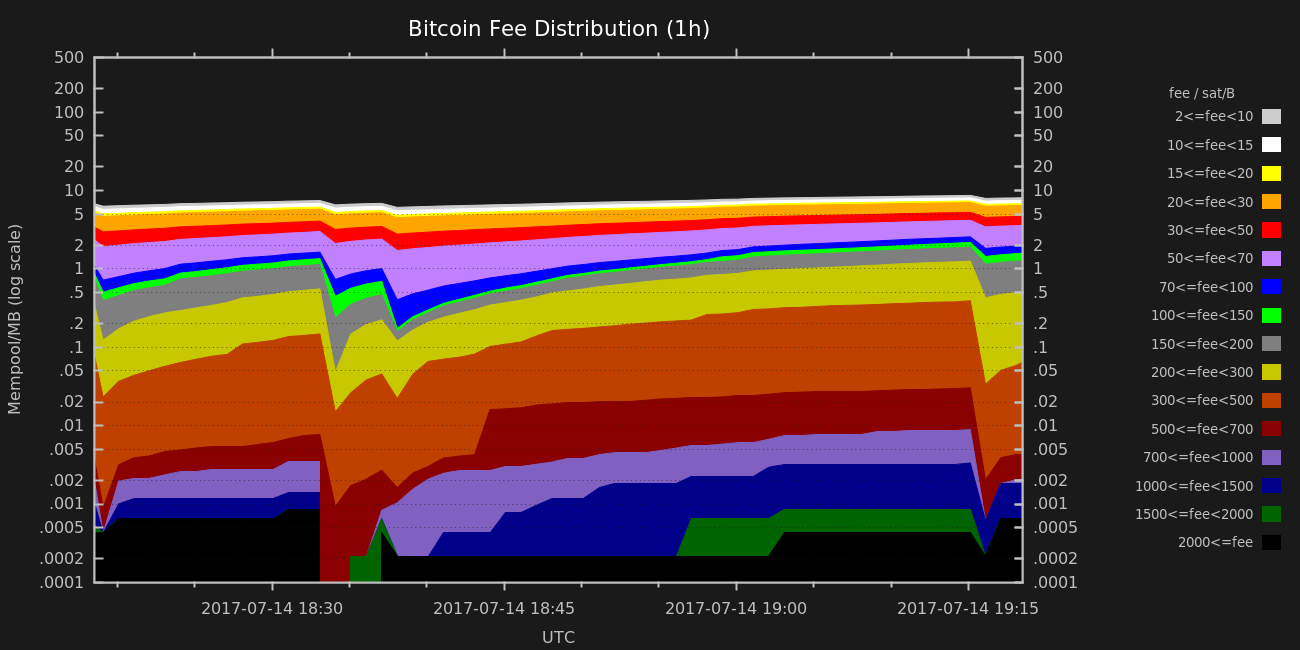 Bitcoin Fee Distribution (1h)
500
200
100
50
20
10
5
2
1
.5
.2
.1
.05
.02
.01
.005
.002
.001
.0005
.0002
.0001
Mempool/MB (log scale)
500
200
100
50
20
10
5
2
1
.5
.2
.1
.05
.02
.01
.005
.002
.001
.0005
.0002
.0001
2017-07-14 18:30
2017-07-14 18:45
2017-07-14 19:00
2017-07-14 19:15
UTC
fee / sat/B
2<=fee<10
10<=fee<15
15<=fee<20
20<=fee<30
30<=fee<50
50<=fee<70
70<=fee<100
100<=fee<150
150<=fee<200
200<=fee<300
300<=fee<500
500<=fee<700
700<=fee<1000
1000<=fee<1500
1500<=fee<2000
2000<=fee